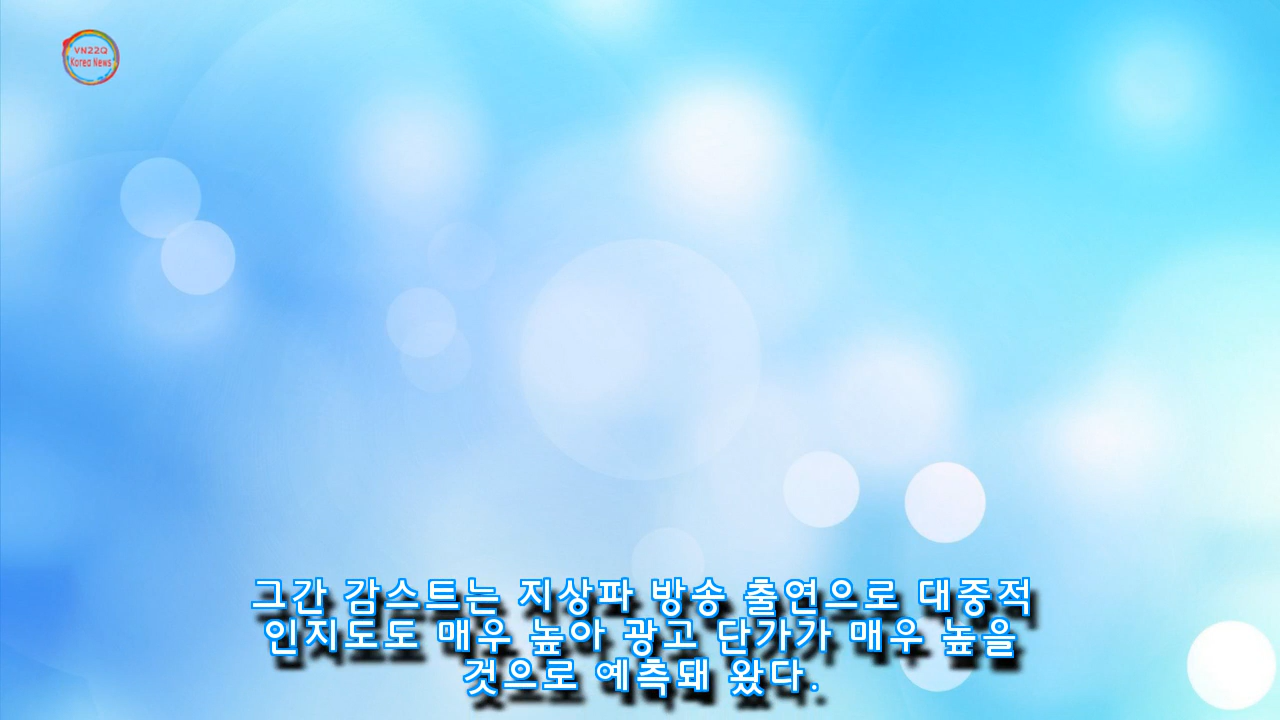 VN22Q
Korea News
그간 감스트는 지상파 방송 출연으로 대중적
인지도도 매우 높아 광고 단가가 매우 높을
것으로 예측돼 왔다.